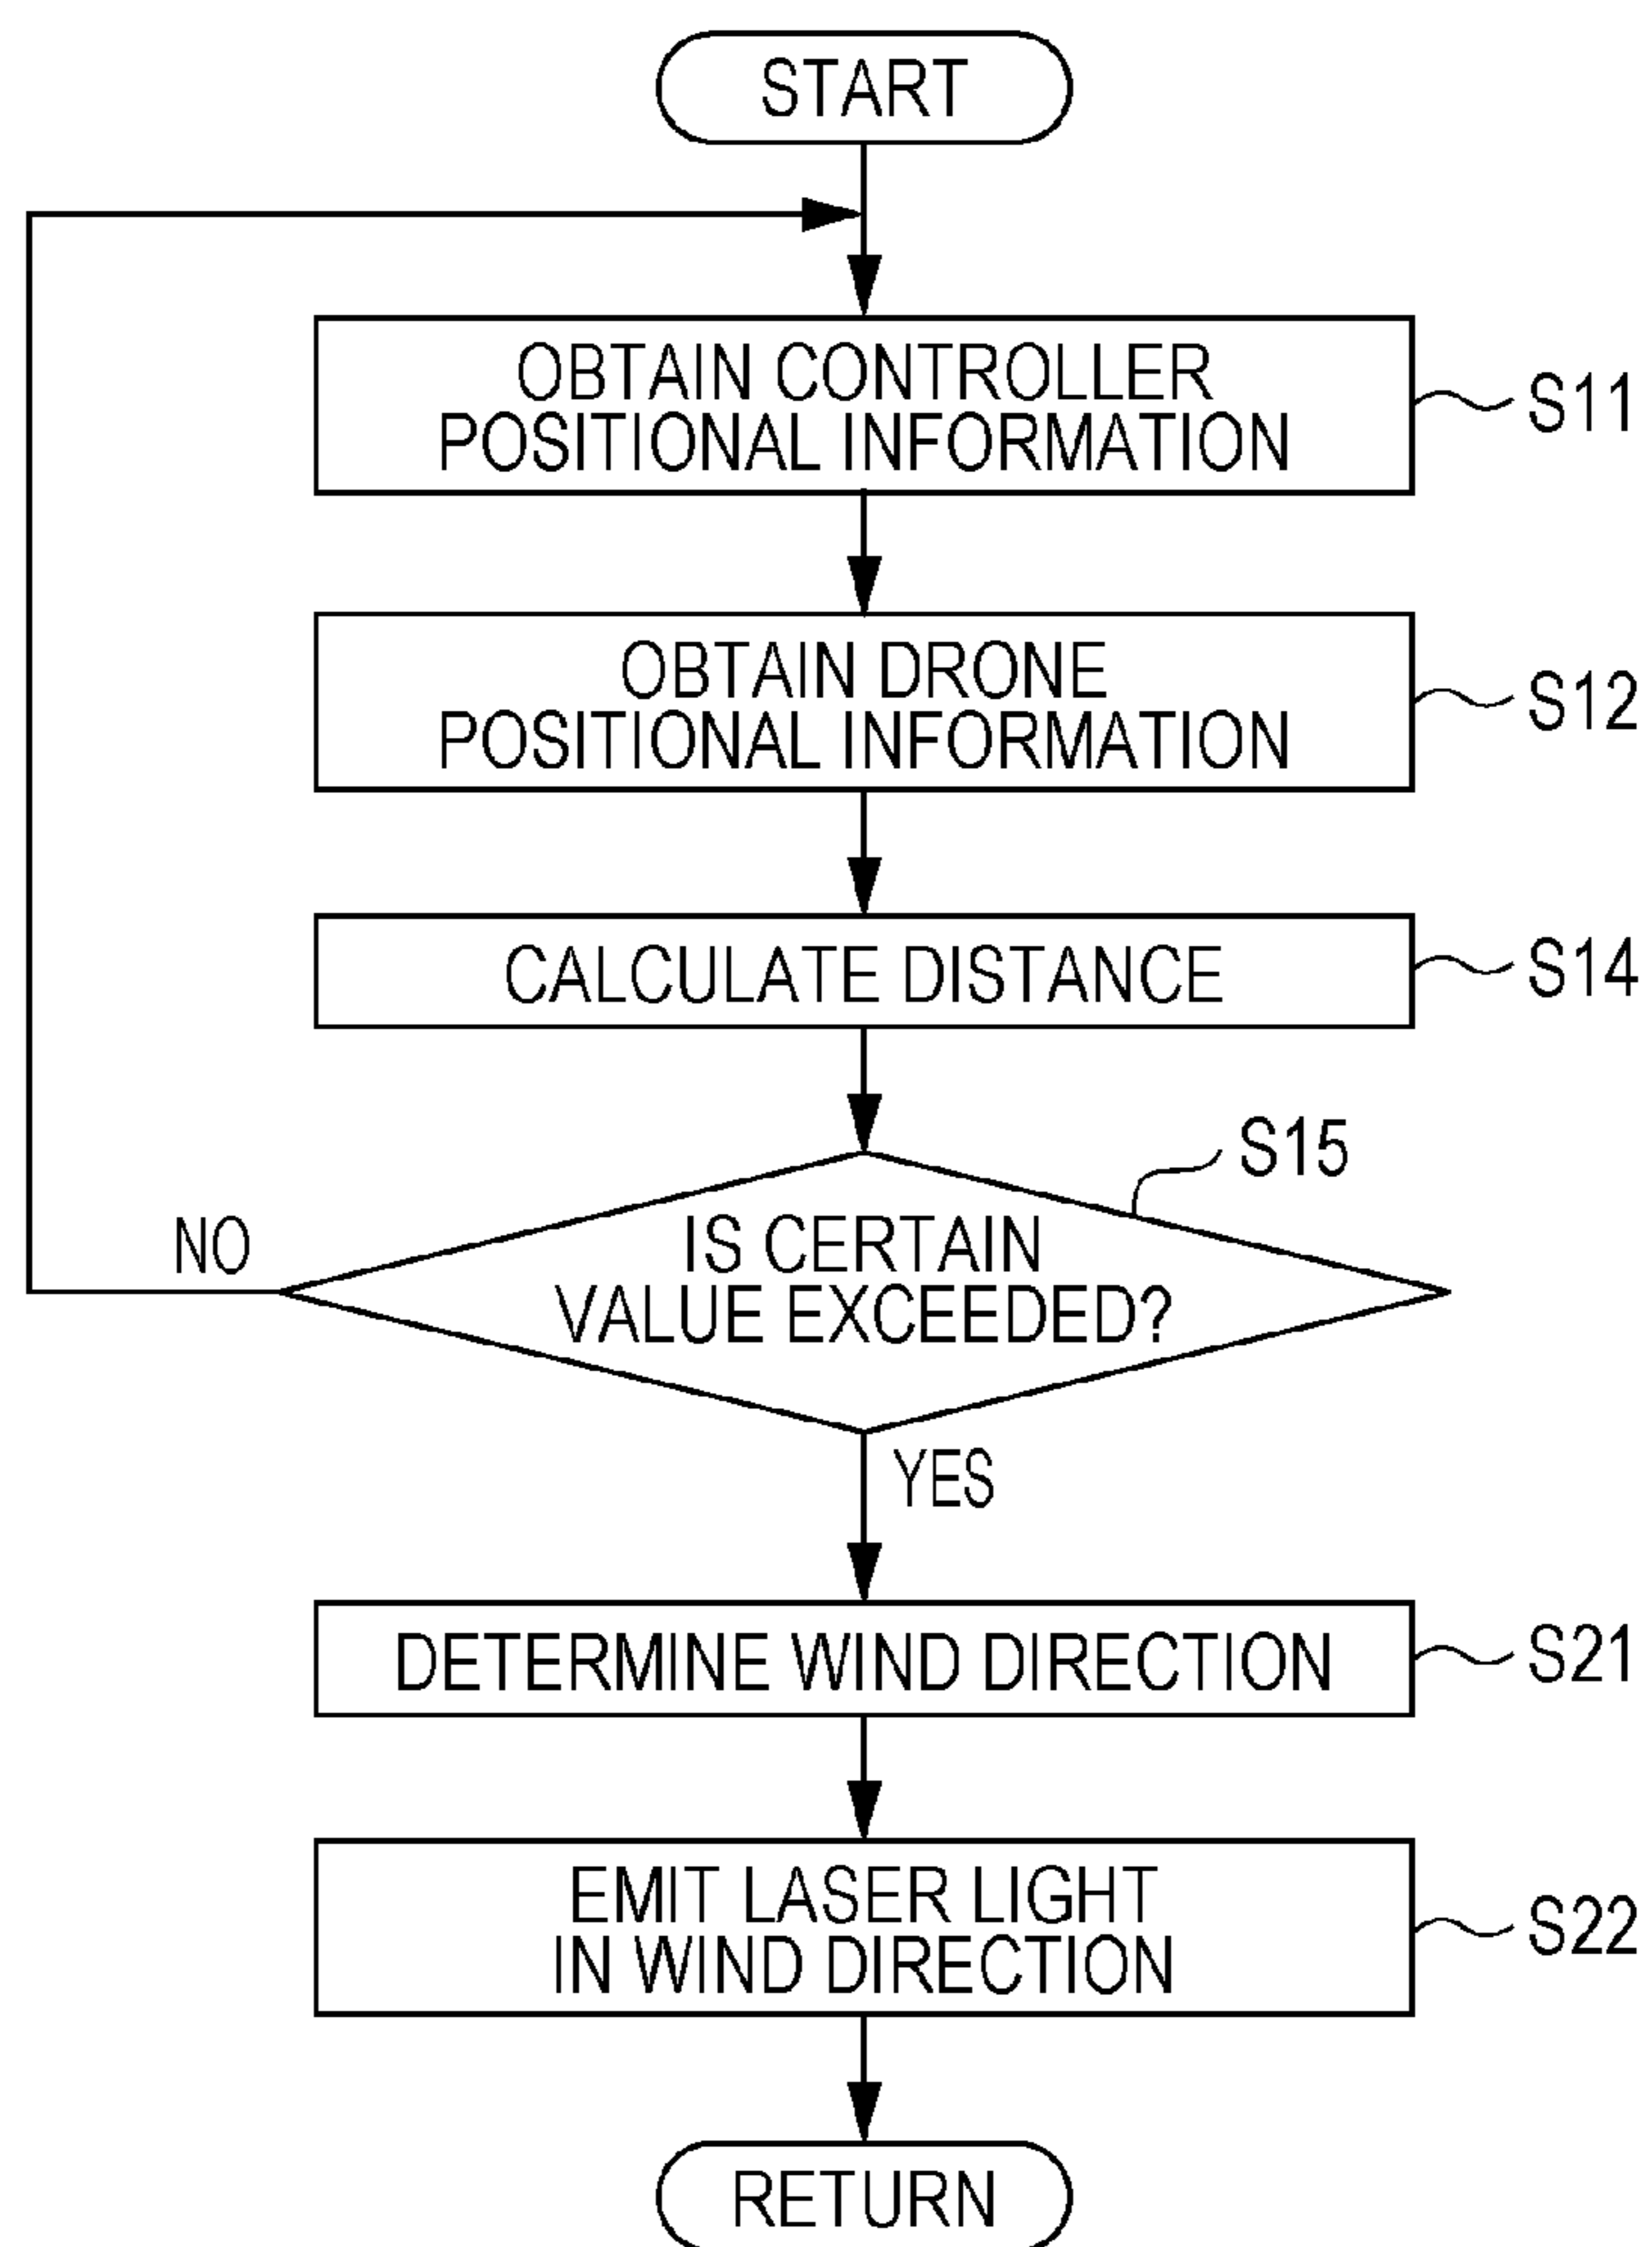 START
OBTAIN CONTROLLER
POSITIONAL INFORMATION
S11
OBTAIN DRONE
POSITIONAL INFORMATION
S12
CALCULATE DISTANCE
S14
S15
IS CERTAIN
VALUE EXCEEDED?
NO
YES
DETERMINE WIND DIRECTION
S21
EMIT LASER LIGHT
IN WIND DIRECTION
S22
RETURN